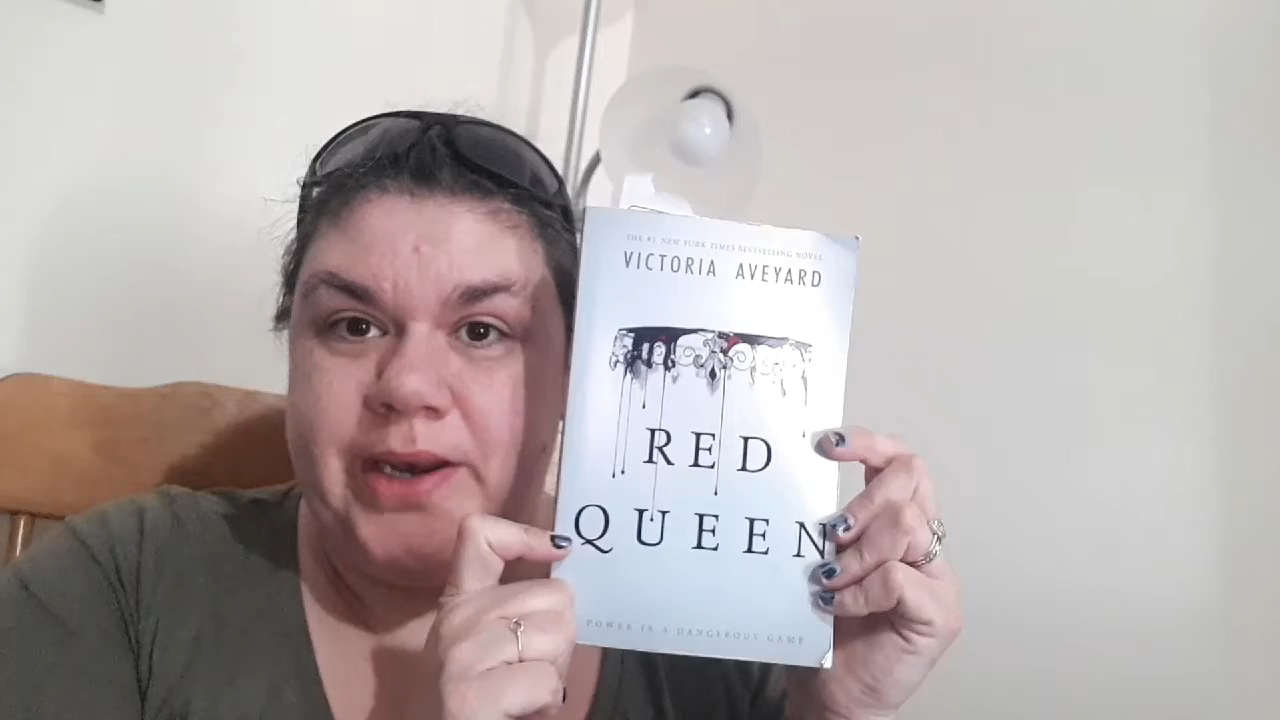 THE #1 NEW YORK TIMES BESTSELLING NOVEL
VICTORIA AVEYARD
RED
QUEEN
POWER IS A DANGEROUS GAME